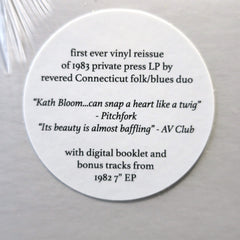 first ever vinyl reissue
of 1983 private press LP by
revered Connecticut folk/blues duo
“Kath Bloom...can snap a heart like a twig”
- Pitchfork
“Its beauty is almost baffling” - AV Club
with digital booklet and
bonus tracks from
1982 7” EP